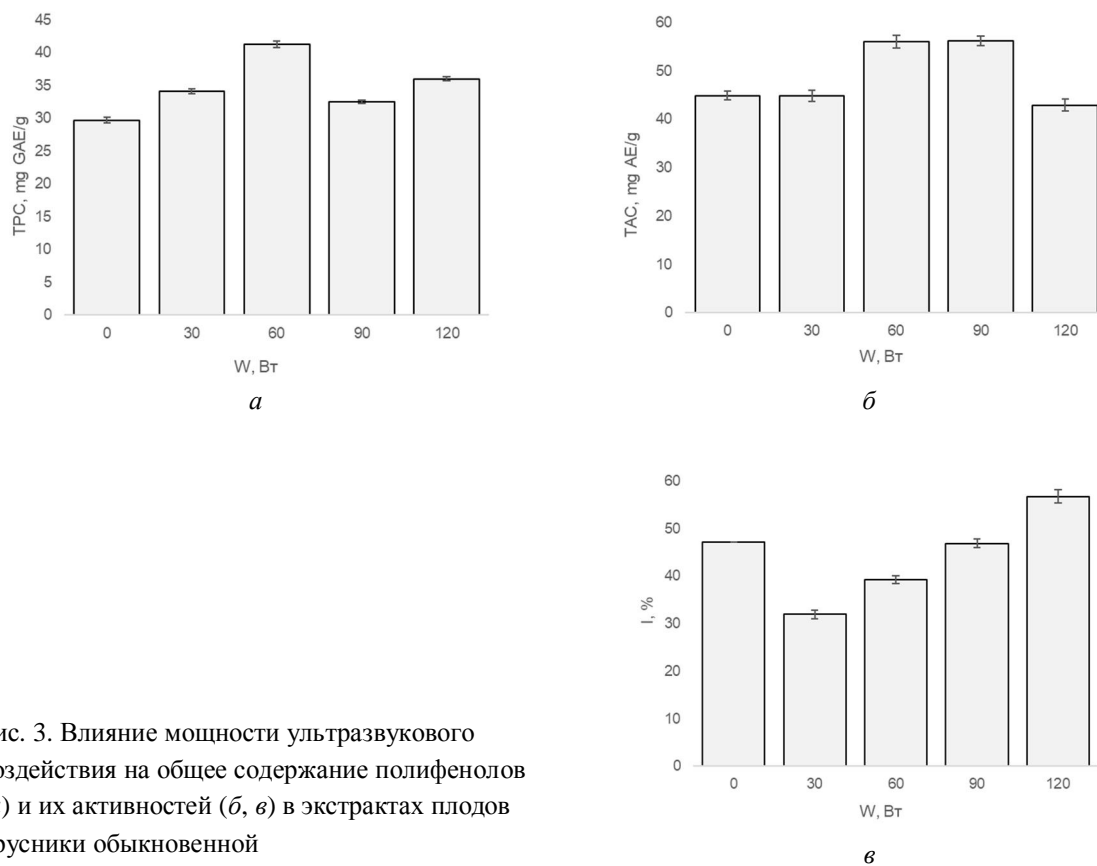 45
40
35
30
25
20
15
10
5
0
TPC, mg GAE/g
0 30 60 90 120
W, Вт
а
60
50
40
30
20
10
0
TAC, mg AE/g
0 30 60 90 120
W, Вт
б
60
50
40
30
20
10
0
I, %
0 30 60 90 120
W, Вт
в
ис. 3. Влияние мощности ультразвукового
оздействия на общее содержание полифенолов
) и их активностей (б, в) в экстрактах плодов
русники обыкновенной